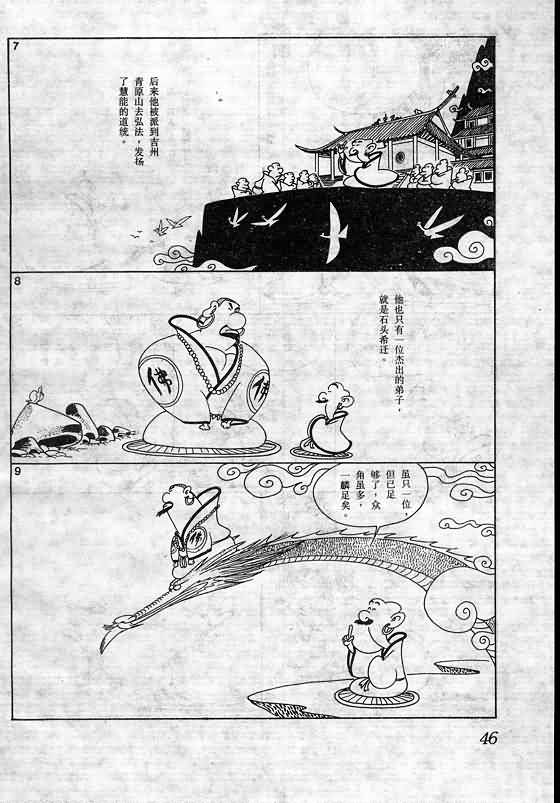 7
后来他被派到吉州
青原山去弘法，发扬
了慧能的道统。
8
他也只有一位杰出的弟子，
就是石头希迁。
佛
佛
9
虽只一位
但已足
够了，众
角虽多，
一麟足矣。
佛
46